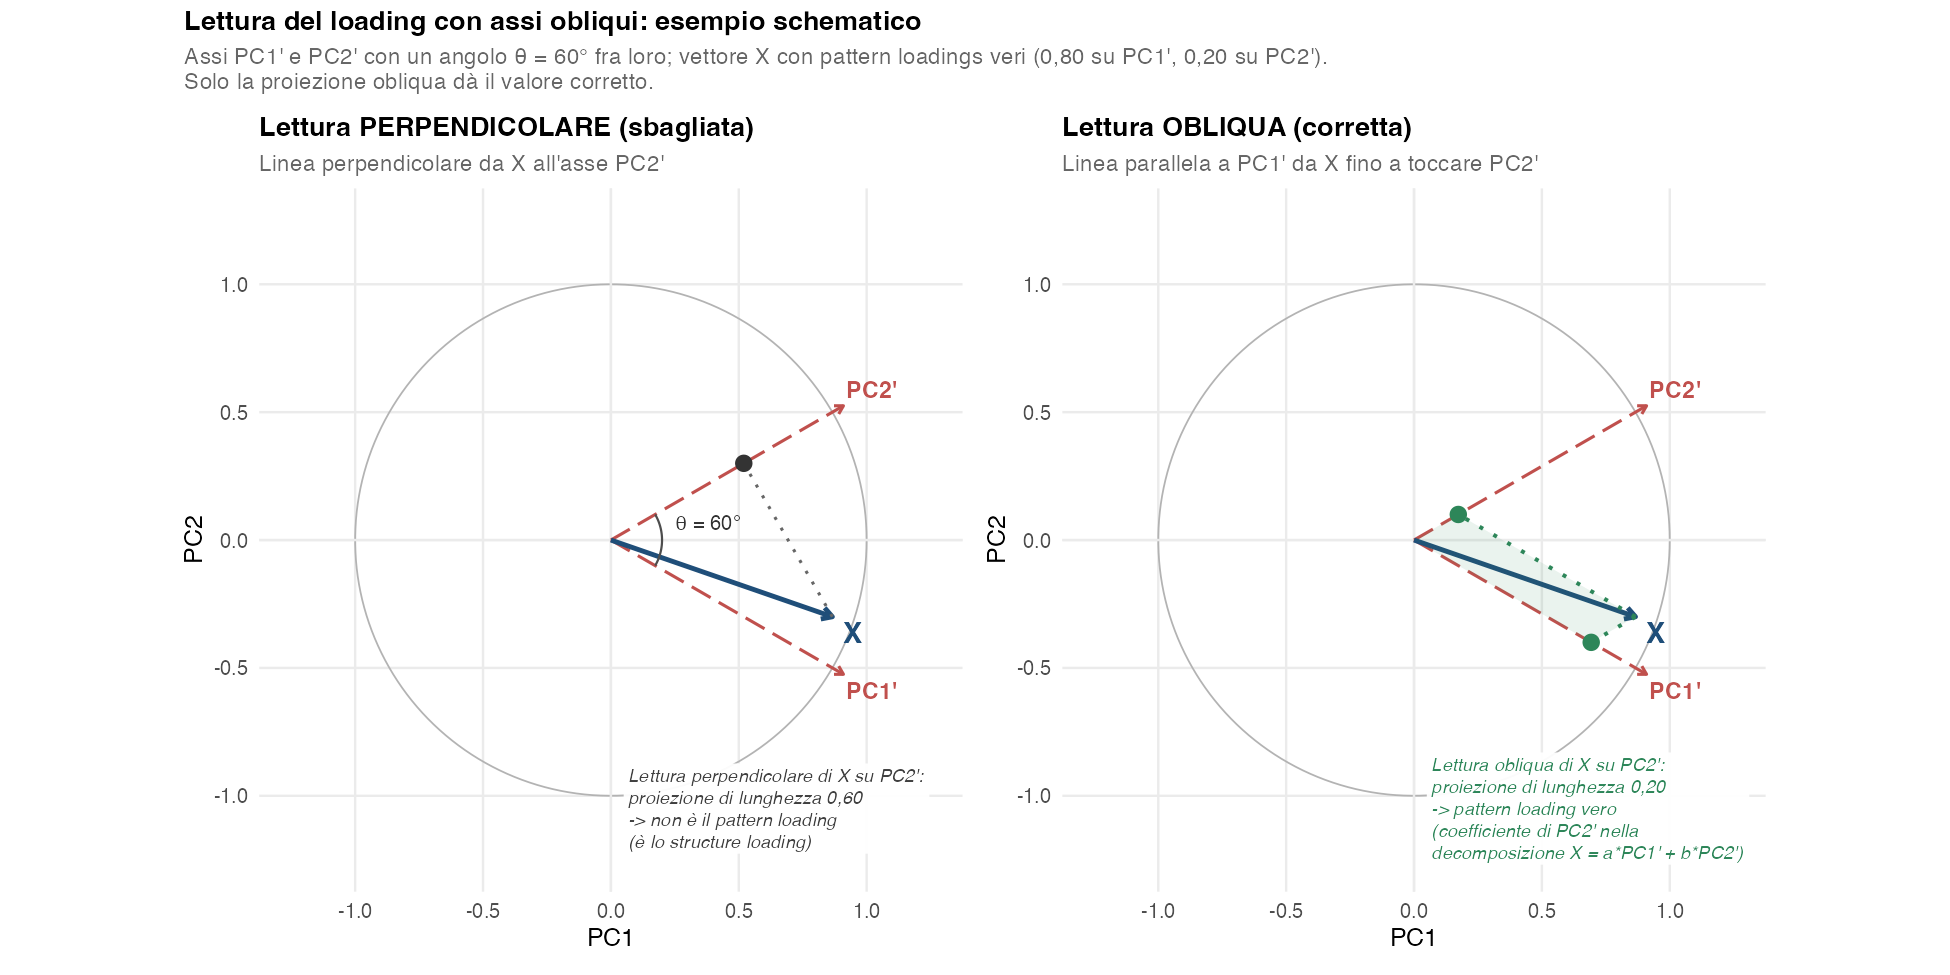 Lettura del loading con assi obliqui: esempio schematico
Assi PC1' e PC2' con un angolo θ = 60° fra loro; vettore X con pattern loadings veri (0,80 su PC1', 0,20 su PC2').
Solo la proiezione obliqua dà il valore corretto.
Lettura PERPENDICOLARE (sbagliata)
Linea perpendicolare da X all'asse PC2'
1.0
0.5
0.0
-0.5
-1.0
PC2
PC2'
θ = 60°
X
PC1'
Lettura perpendicolare di X su PC2':
proiezione di lunghezza 0,60
-> non è il pattern loading
(è lo structure loading)
-1.0
-0.5
0.0
0.5
1.0
PC1
Lettura OBLIQUA (corretta)
Linea parallela a PC1' da X fino a toccare PC2'
1.0
0.5
0.0
-0.5
-1.0
PC2
PC2'
X
PC1'
Lettura obliqua di X su PC2':
proiezione di lunghezza 0,20
-> pattern loading vero
(coefficiente di PC2' nella
decomposizione X = a*PC1' + b*PC2')
-1.0
-0.5
0.0
0.5
1.0
PC1